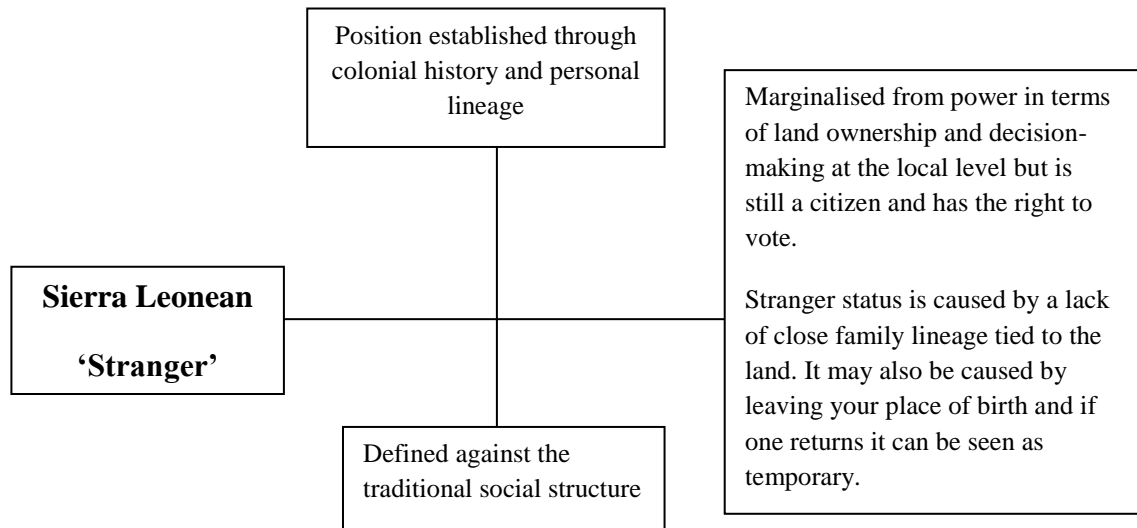 Position established through
colonial history and personal
lineage
Marginalised from power in terms
of land ownership and decision-
making at the local level but is
still a citizen and has the right to
vote.
Stranger status is caused by a lack
of close family lineage tied to the
land. It may also be caused by
leaving your place of birth and if
one returns it can be seen as
temporary.
Sierra Leonean
‘Stranger’
Defined against the
traditional social structure